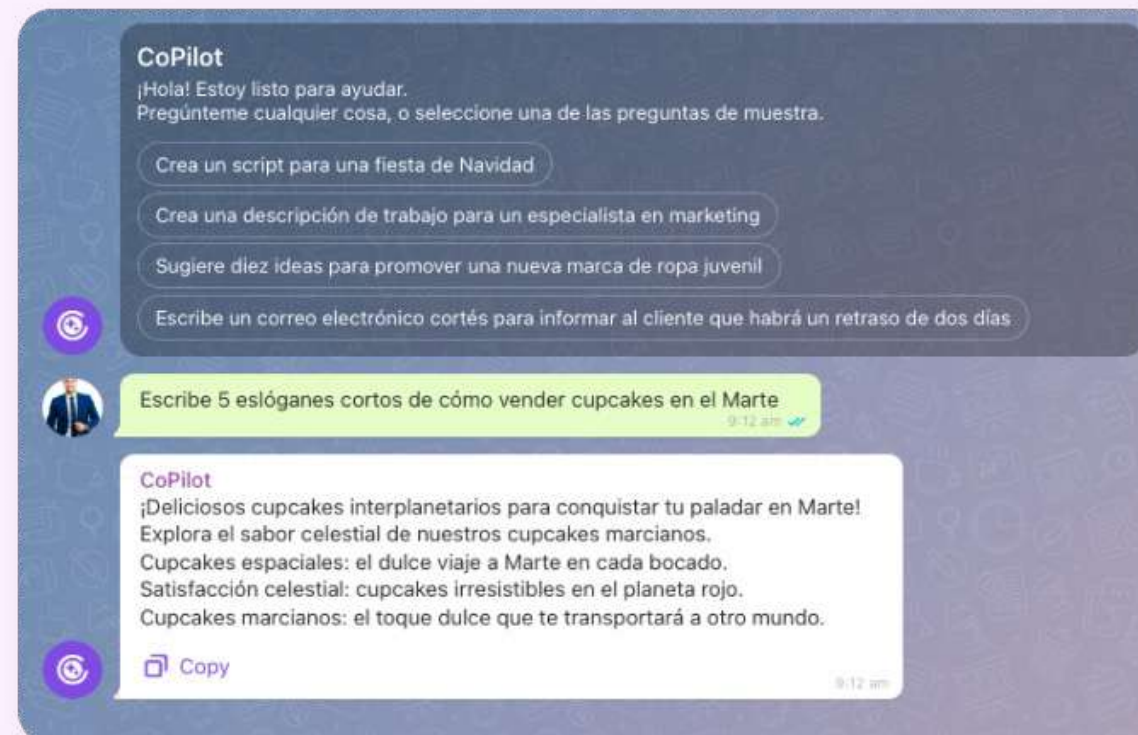 CoPilot
¡Hola! Estoy listo para ayudar.
Pregúnteme cualquier cosa, o seleccione una de las preguntas de muestra.
Crea un script para una fiesta de Navidad
Crea una descripción de trabajo para un especialista en marketing
Sugiere diez ideas para promover una nueva marca de ropa juvenil
Escribe un correo electrónico cortés para informar al cliente que habrá un retraso de dos días
Escribe 5 eslóganes cortos de cómo vender cupcakes en el Marte
9:12 am
CoPilot
¡Deliciosos cupcakes interplanetarios para conquistar tu paladar en Marte!
Explora el sabor celestial de nuestros cupcakes marcianos.
Cupcakes espaciales: el dulce viaje a Marte en cada bocado.
Satisfacción celestial: cupcakes irresistibles en el planeta rojo.
Cupcakes marcianos: el toque dulce que te transportará a otro mundo.
Copy
9:12 am